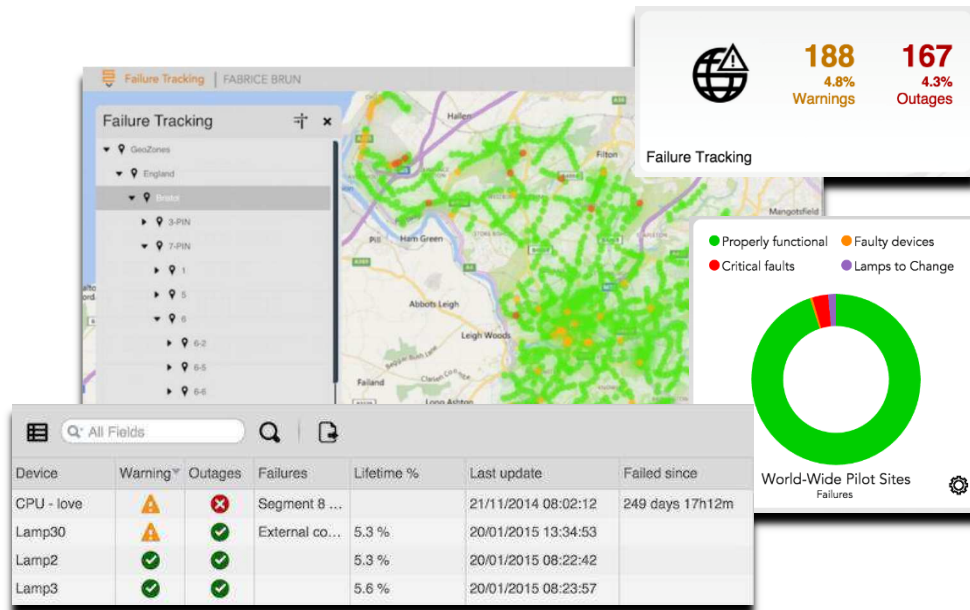 188
167
4.8%
4.3%
Warnings
Outages
Failure Tracking
Failure Tracking | FABRICE BRUN
Failure Tracking
GeoZones
England
Bristol
3-PIN
7-PIN
1
5
6
6-2
6-5
6-6
Hallen
Filton
Mangotsfield
Pill
Ham Green
Abbots Leigh
Leigh Woods
Failand
Long Ashton
Properly functional
Faulty devices
Critical faults
Lamps to Change
World-Wide Pilot Sites
Failures
All Fields
Device Warning Outages Failures Lifetime % Last update Failed since
CPU - love Segment 8 ... 21/11/2014 08:02:12 249 days 17h12m
Lamp30 External co... 5.3 % 20/01/2015 13:34:53
Lamp2 5.3 % 20/01/2015 08:22:42
Lamp3 5.6 % 20/01/2015 08:23:57